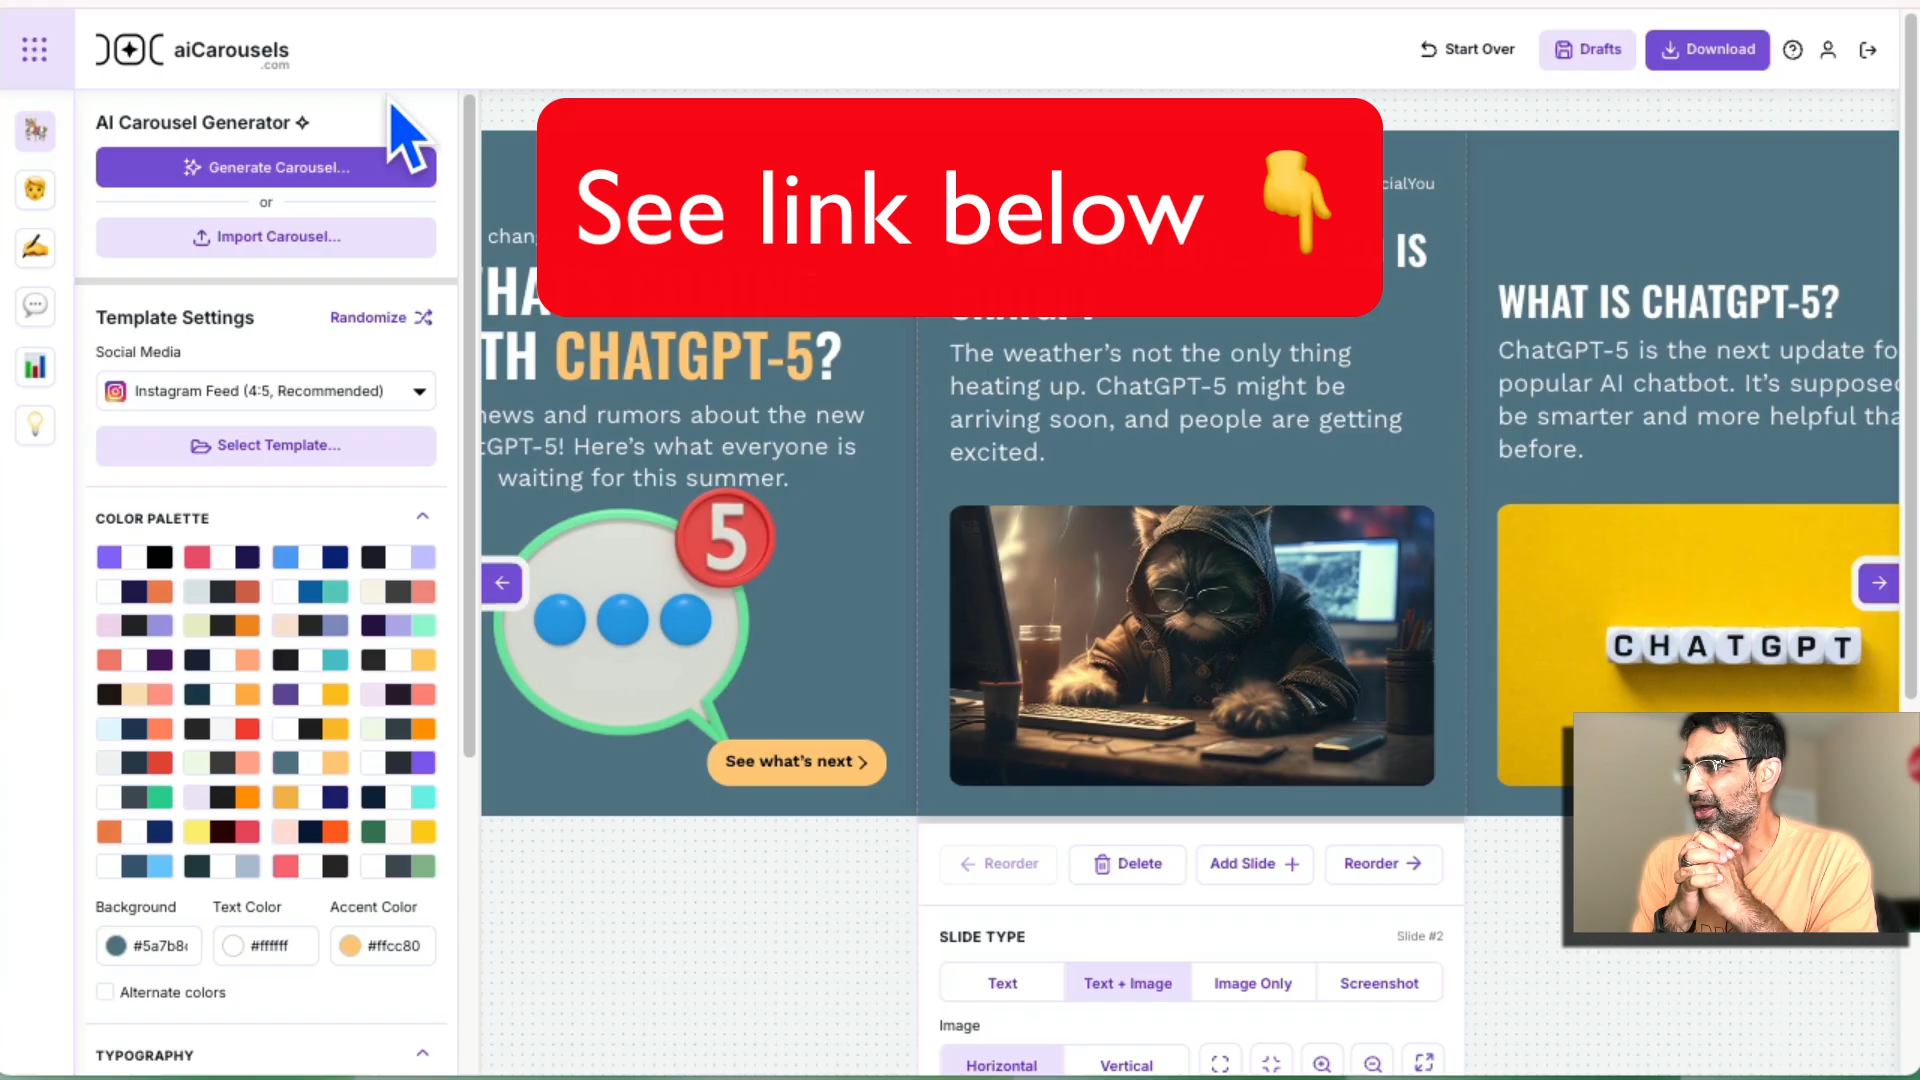 aiCarousels
.com
Start Over
Drafts
Download
AI Carousel Generator
Generate Carousel...
or
Import Carousel...
Template Settings
Randomize
Social Media
Instagram Feed (4:5, Recommended)
Select Template...
COLOR PALETTE
Background
Text Color
Accent Color
#5a7b8
#ffffff
#ffcc80
Alternate colors
TYPOGRAPHY
See link below
chan
HA
TH CHATGPT-5?
news and rumors about the new
tGPT-5! Here's what everyone is
waiting for this summer.
5
See what's next
cialYou
IS
The weather's not the only thing
heating up. ChatGPT-5 might be
arriving soon, and people are getting
excited.
WHAT IS CHATGPT-5?
ChatGPT-5 is the next update fo
popular AI chatbot. It's supposed
be smarter and more helpful tha
before.
CHATGPT
Reorder
Delete
Add Slide +
Reorder
SLIDE TYPE
Slide #2
Text
Text + Image
Image Only
Screenshot
Image
Horizontal
Vertical